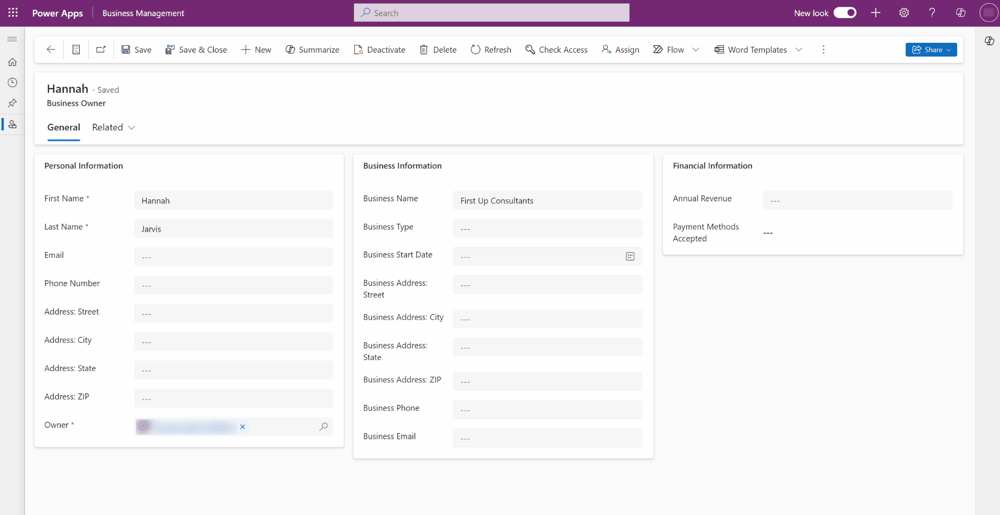 Power Apps
Business Management
Search
New look
Save
Save & Close
New
Summarize
Deactivate
Delete
Refresh
Check Access
Assign
Flow
Word Templates
Share
Hannah - Saved
Business Owner
General
Related
Personal Information
First Name *
Hannah
Last Name *
Jarvis
Email
---
Phone Number
---
Address: Street
---
Address: City
---
Address: State
---
Address: ZIP
---
Owner *
Business Information
Business Name
First Up Consultants
Business Type
---
Business Start Date
---
Business Address:
Street
---
Business Address: City
---
Business Address:
State
---
Business Address: ZIP
---
Business Phone
---
Business Email
---
Financial Information
Annual Revenue
---
Payment Methods
Accepted
---